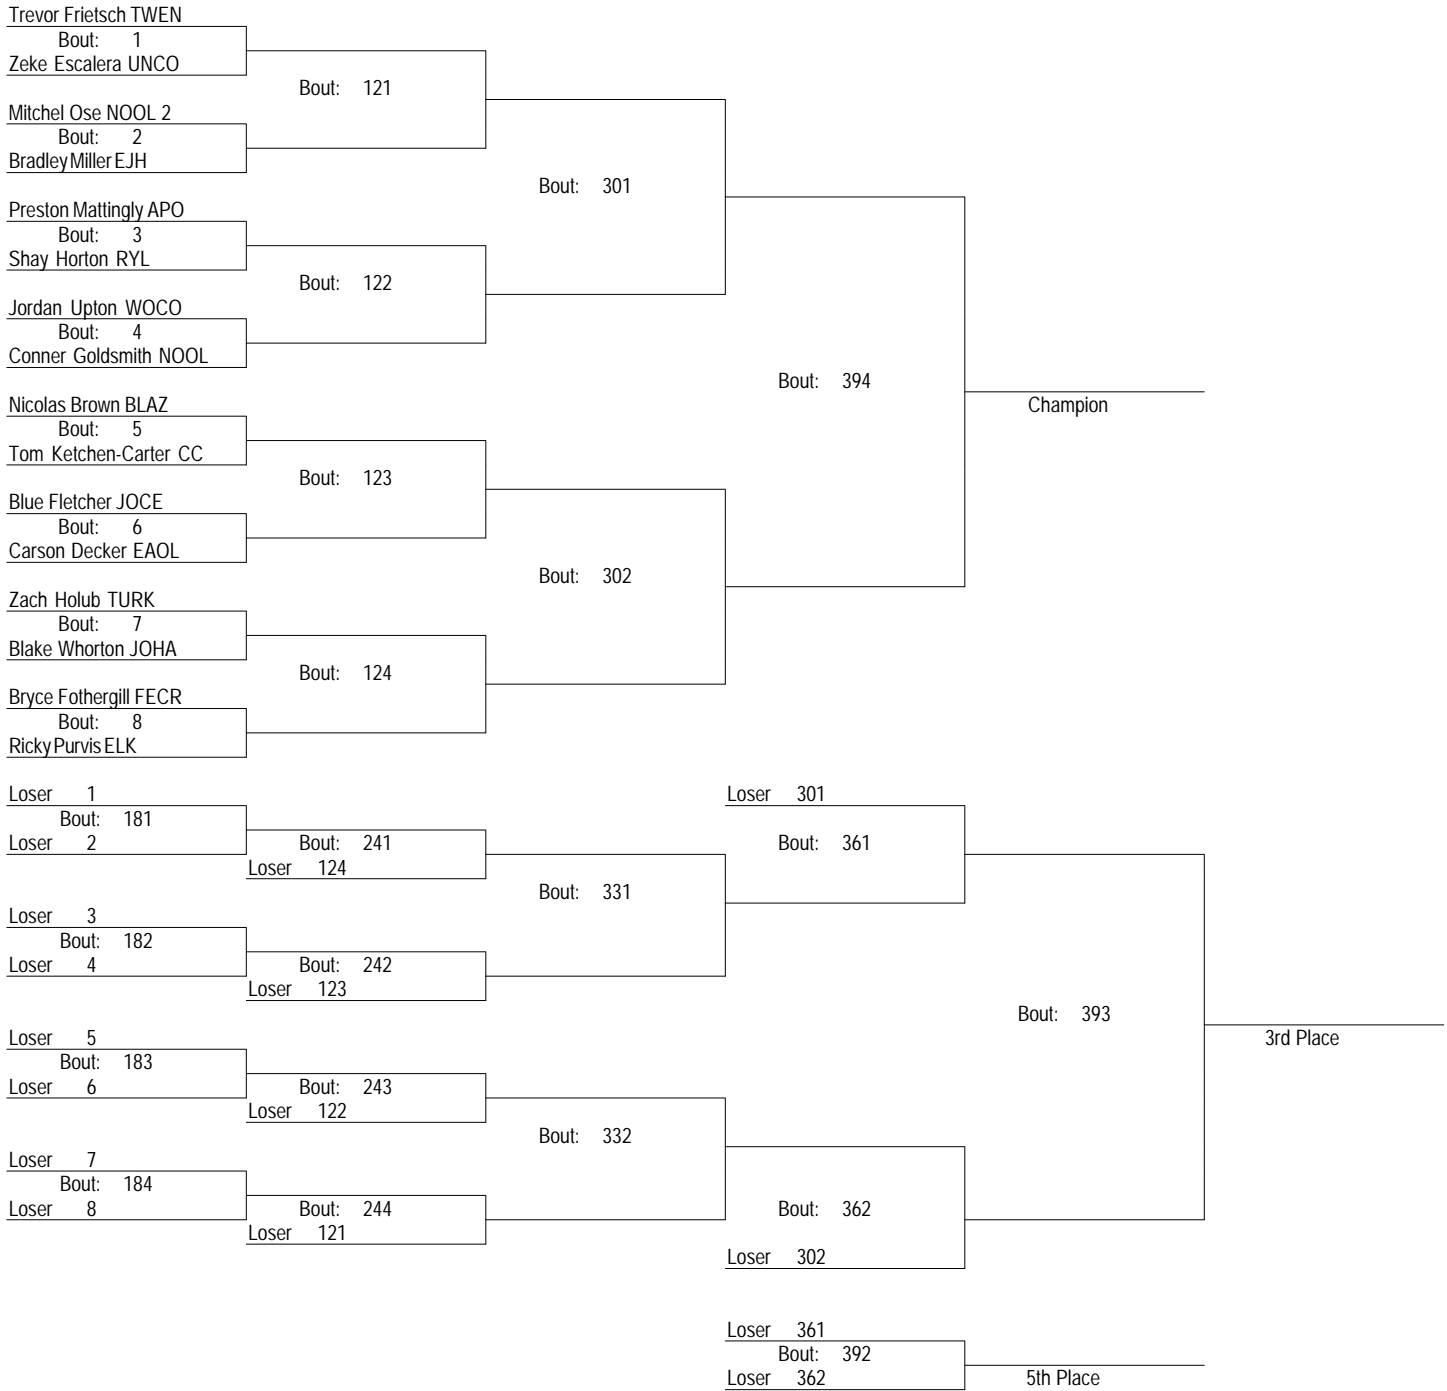 Trevor Frietsch TWEN
Bout: 1
Zeke Escalera UNCO
Bout: 121
Mitchel Ose NOOL 2
Bout: 2
Bradley Miller EJH
Bout: 301
Preston Mattingly APO
Bout: 3
Shay Horton RYL
Bout: 122
Jordan Upton WOCO
Bout: 4
Conner Goldsmith NOOL
Bout: 394
Champion
Nicolas Brown BLAZ
Bout: 5
Tom Ketchen-Carter CC
Bout: 123
Blue Fletcher JOCE
Bout: 6
Carson Decker EAOL
Bout: 302
Zach Holub TURK
Bout: 7
Blake Whorton JOHA
Bout: 124
Bryce Fothergill FECR
Bout: 8
Ricky Purvis ELK
Loser 1
Bout: 181
Loser 2
Bout: 241
Loser 124
Bout: 331
Loser 301
Bout: 361
Loser 3
Bout: 182
Loser 4
Bout: 242
Loser 123
Bout: 393
3rd Place
Loser 5
Bout: 183
Loser 6
Bout: 243
Loser 122
Bout: 332
Loser 7
Bout: 184
Loser 8
Bout: 244
Loser 121
Bout: 362
Loser 302
Loser 361
Bout: 392
Loser 362
5th Place